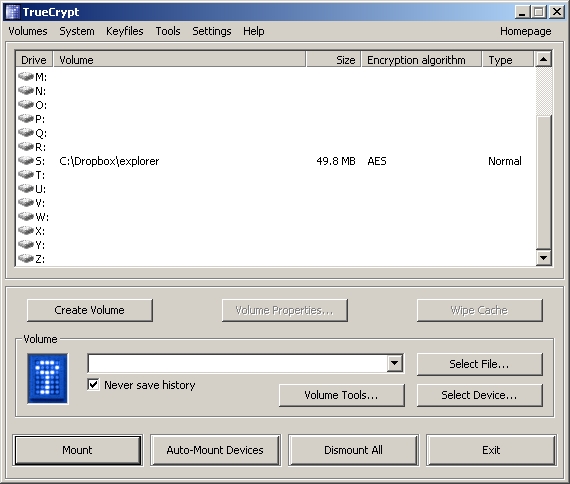 TrueCrypt
Volumes System Keyfiles Tools Settings Help Homepage
Drive Volume Size Encryption algorithm Type
M:
N:
O:
P:
Q:
R:
S: C:\Dropbox\explorer 49.8 MB AES Normal
T:
U:
V:
W:
X:
Y:
Z:
Create Volume Volume Properties... Wipe Cache
Volume
Select File...
Never save history
Volume Tools... Select Device...
Mount Auto-Mount Devices Dismount All Exit